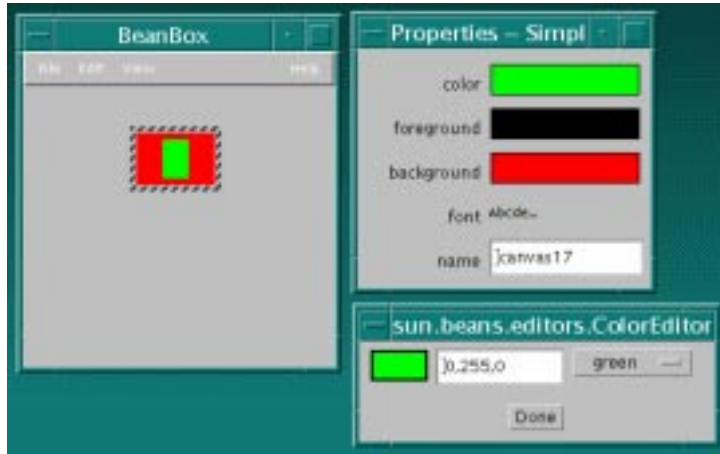 BeanBox
File Edit View Help
Properties – Simpl
color
foreground
background
font Abcde...
name canvas17
sun.beans.editors.ColorEditor
0,255,0 green
Done